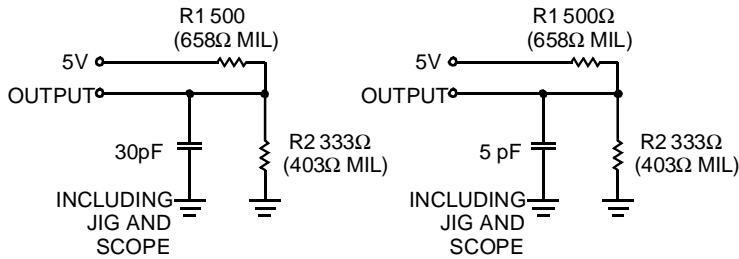 R1 500
(658Ω MIL)
5V
OUTPUT
30pF
R2 333Ω
(403Ω MIL)
INCLUDING
JIG AND
SCOPE
R1 500Ω
(658Ω MIL)
5V
OUTPUT
5 pF
R2 333Ω
(403Ω MIL)
INCLUDING
JIG AND
SCOPE